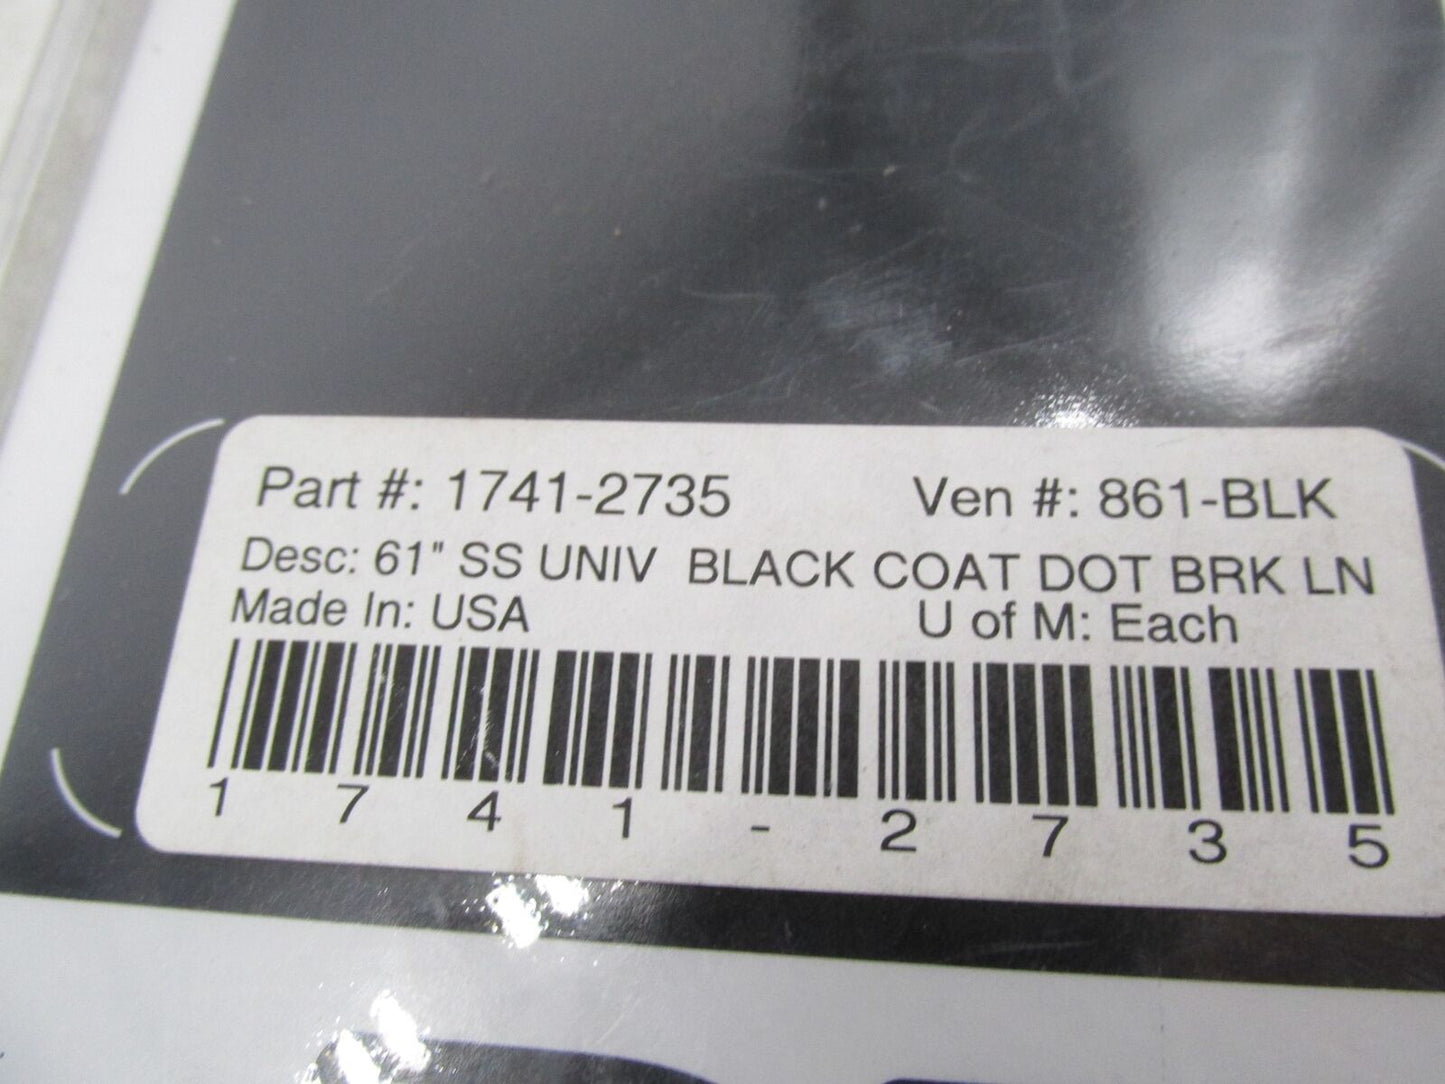 Part #: 1741-2735 Ven #: 861-BLK
Desc: 61" SS UNIV BLACK COAT DOT BRK LN
Made In: USA U of M: Each
1741-2735